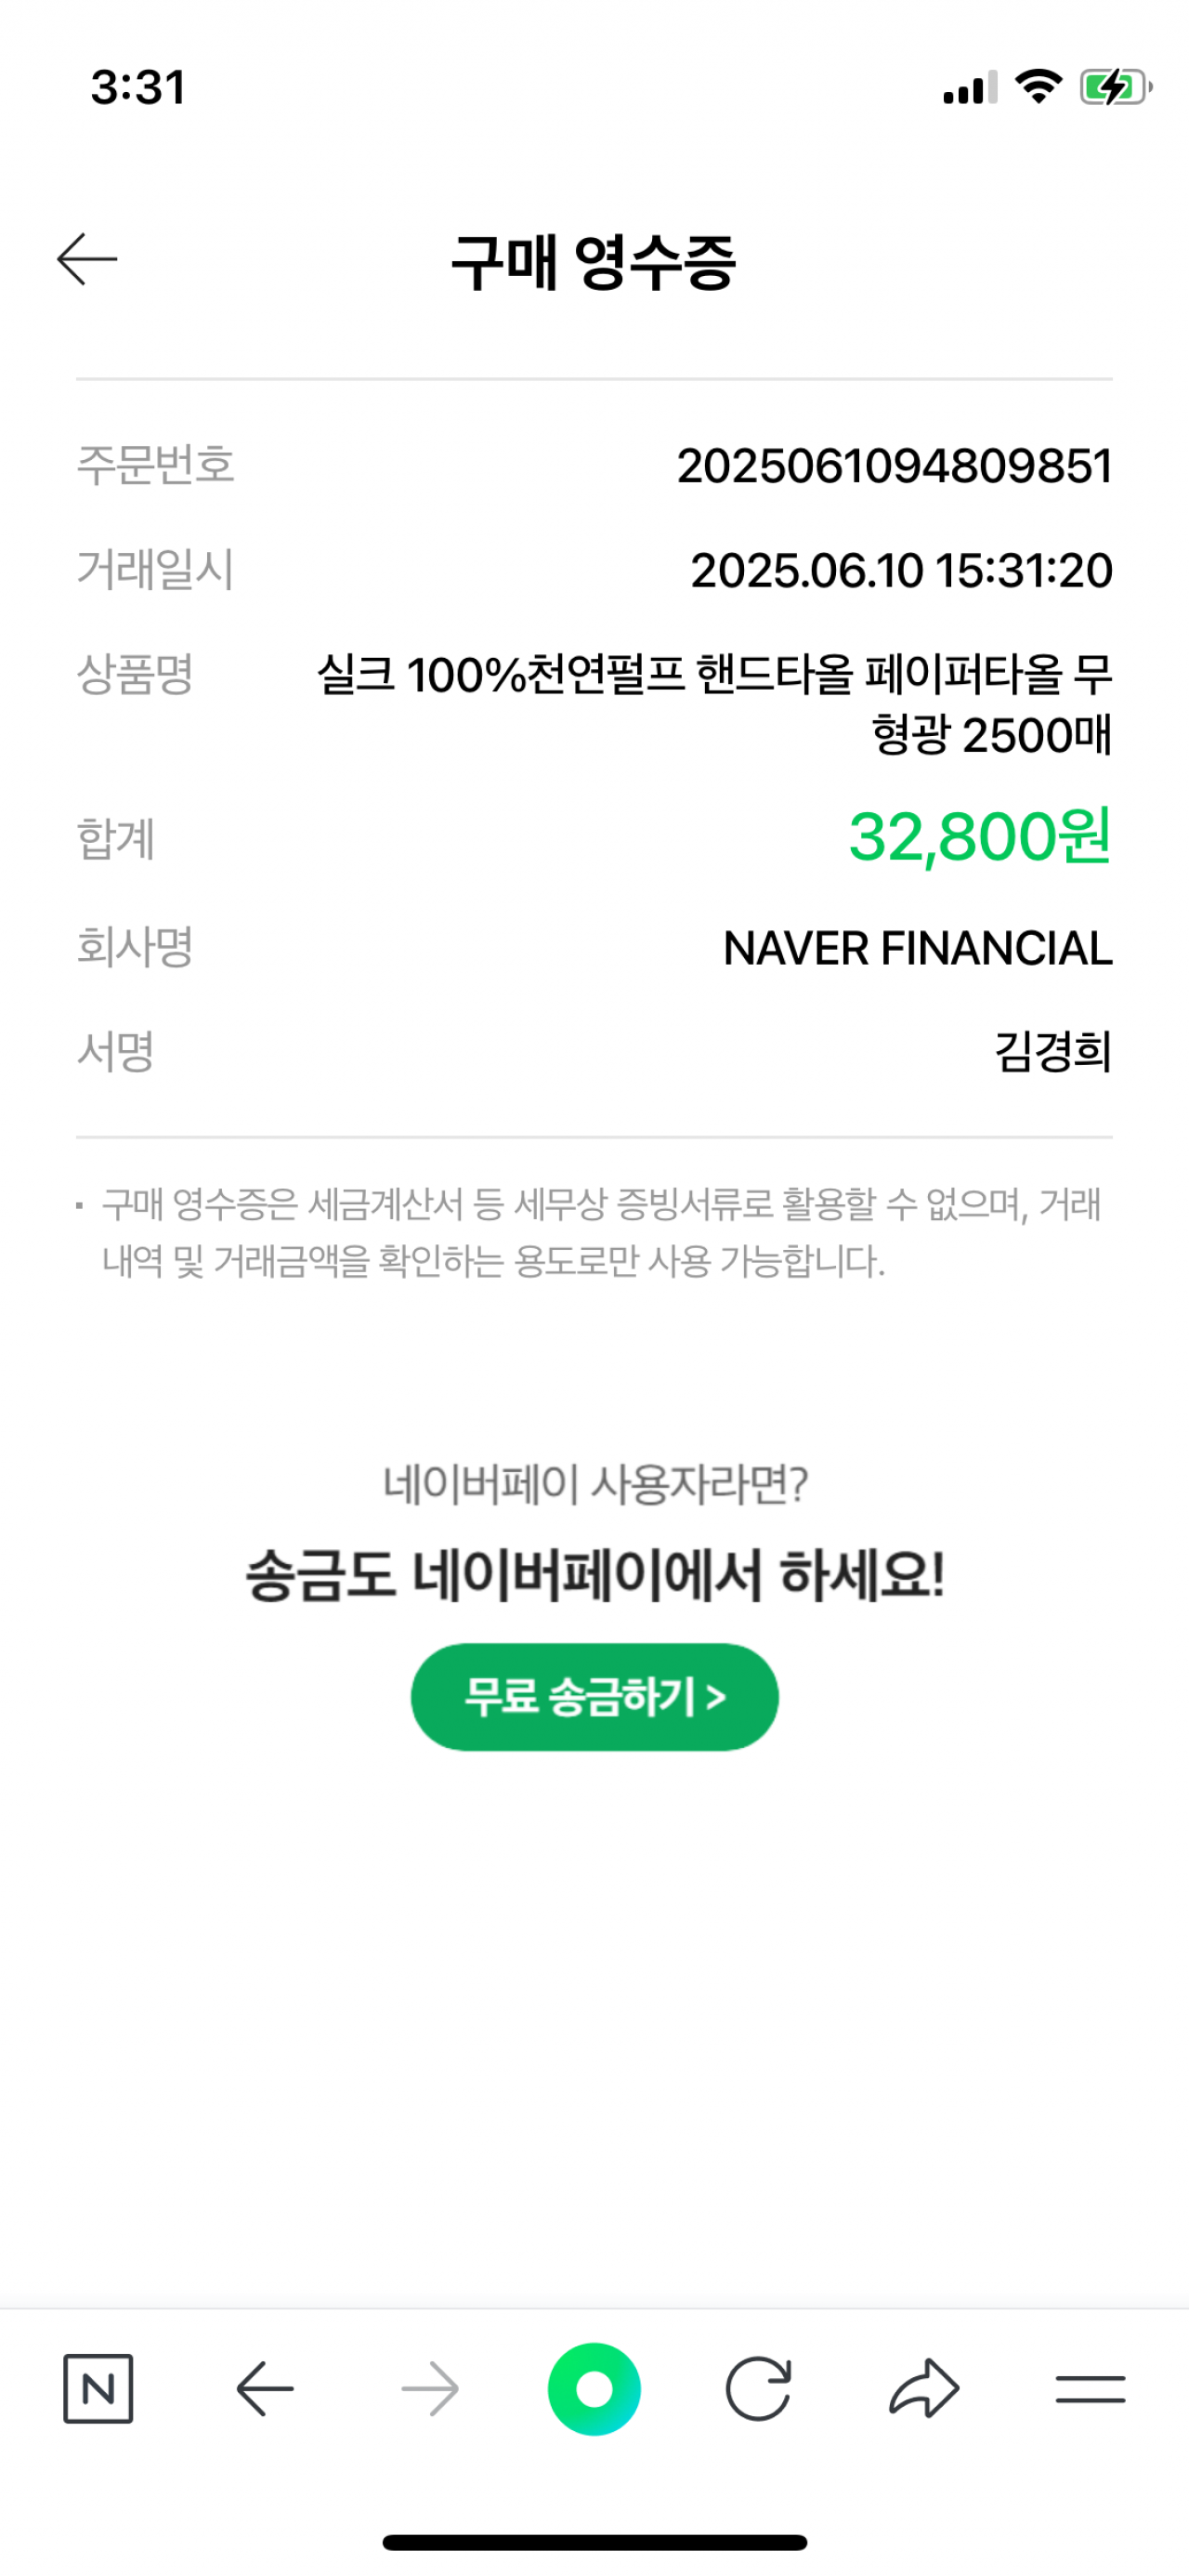 3:31
구매 영수증
주문번호 2025061094809851
거래일시 2025.06.10 15:31:20
상품명 실크 100%천연펄프 핸드타올 페이퍼타올 무
형광 2500매
합계 32,800원
회사명 NAVER FINANCIAL
서명 김경희
· 구매 영수증은 세금계산서 등 세무상 증빙서류로 활용할 수 없으며, 거래
내역 및 거래금액을 확인하는 용도로만 사용 가능합니다.
네이버페이 사용자라면?
송금도 네이버페이에서 하세요!
무료 송금하기 >
N